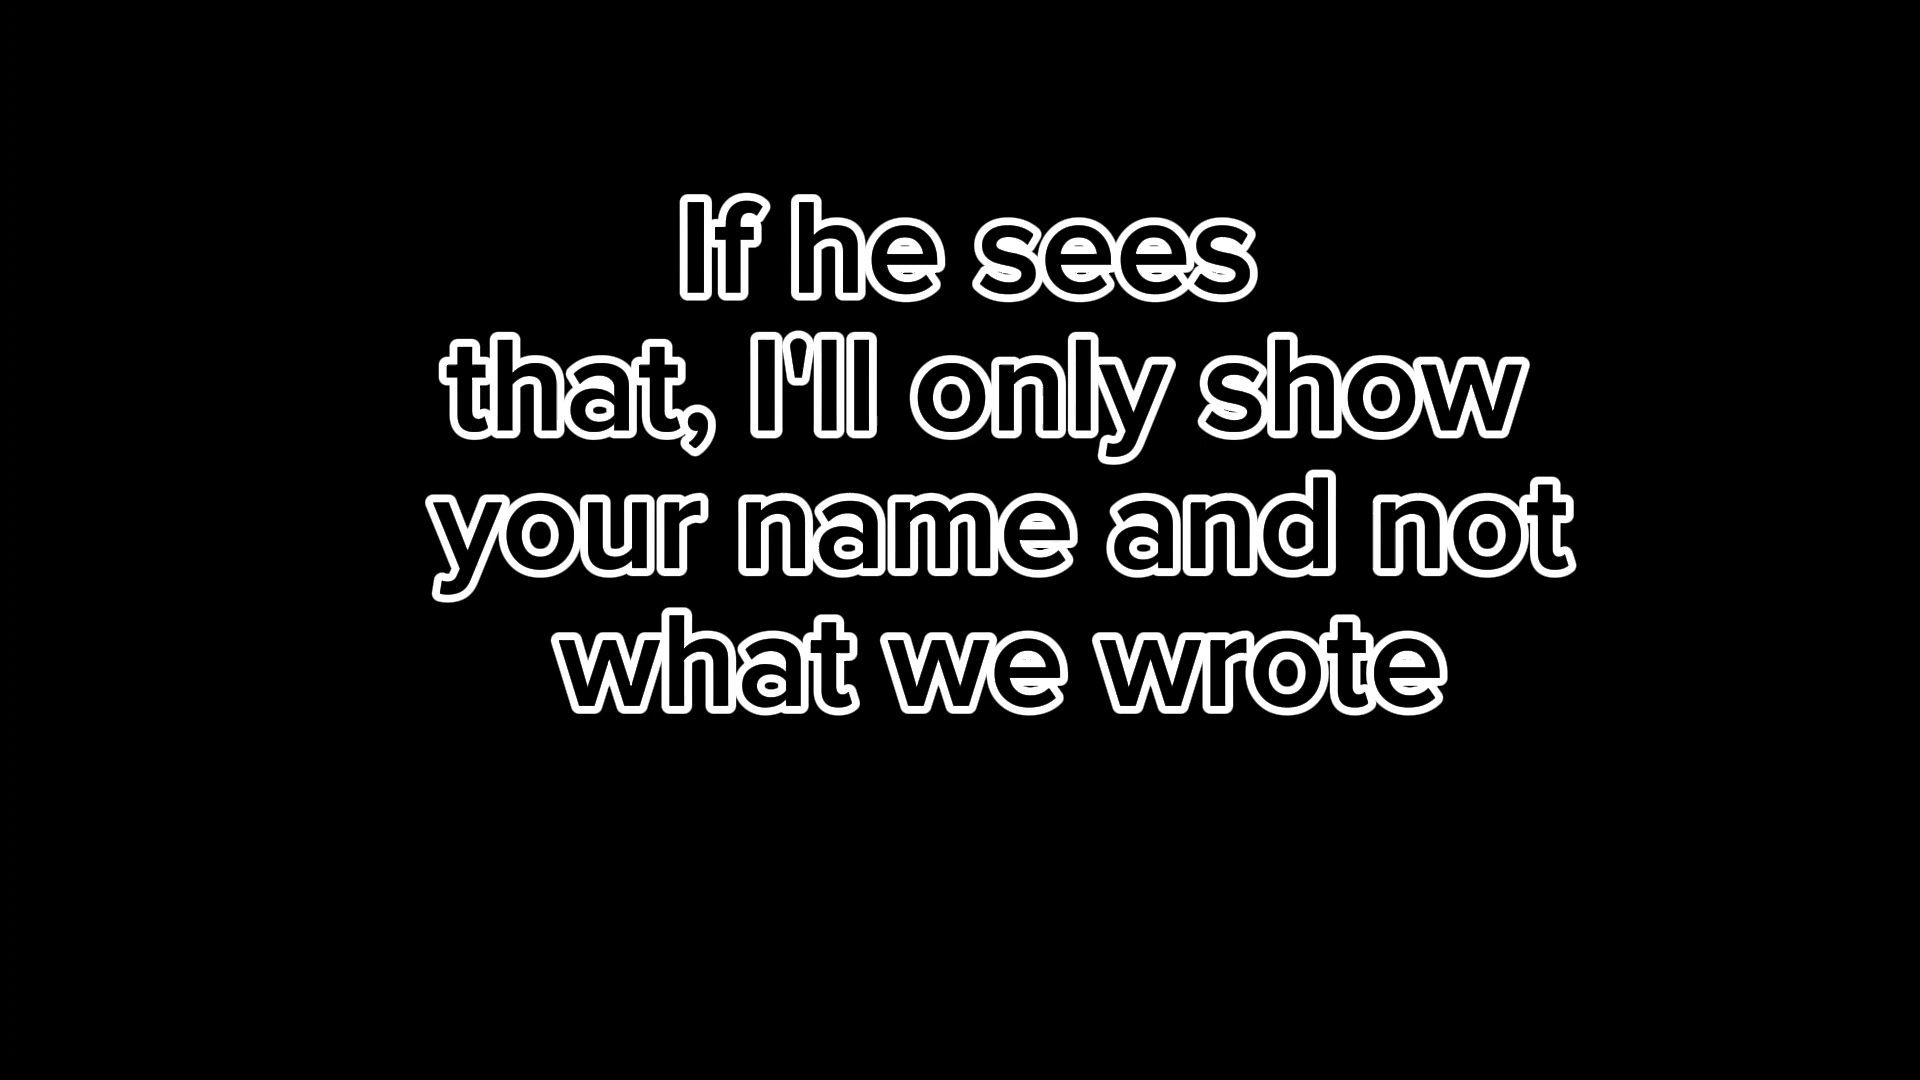 If he sees
that, I'll only show
your name and not
what we wrote